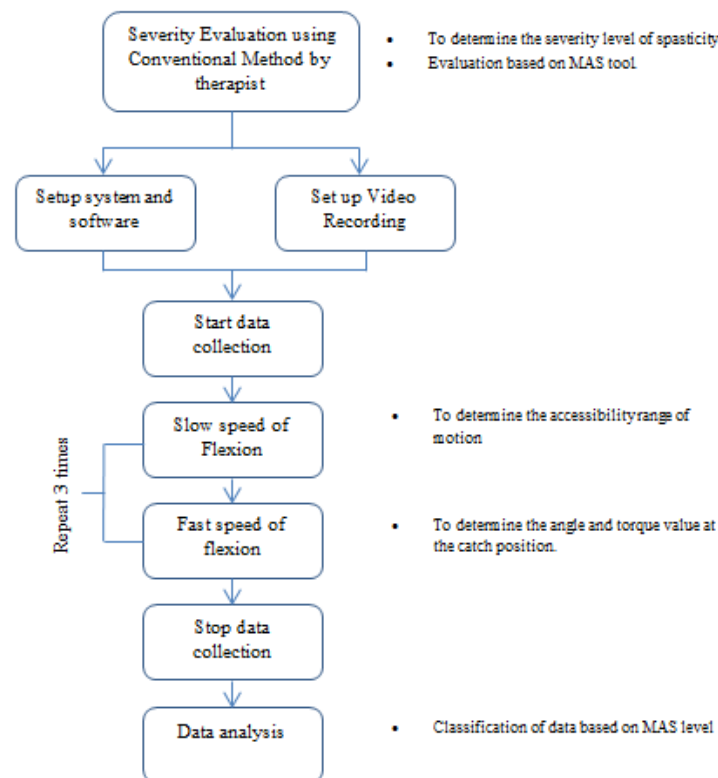 Severity Evaluation using
Conventional Method by
therapist
• To determine the severity level of spasticity
• Evaluation based on MAS tool.
Setup system and
software
Set up Video
Recording
Start data
collection
Slow speed of
Flexion
• To determine the accessibility range of
motion
Repeat 3 times
Fast speed of
flexion
• To determine the angle and torque value at
the catch position.
Stop data
collection
Data analysis
• Classification of data based on MAS level